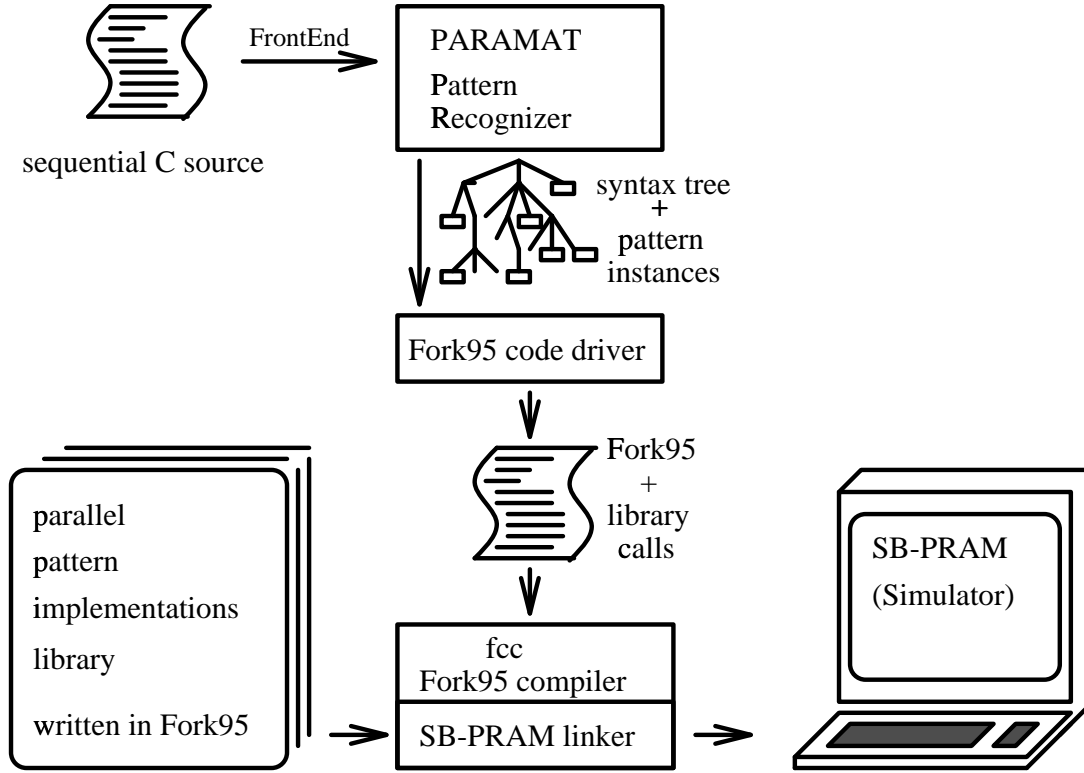 FrontEnd
PARAMAT
Pattern
Recognizer
sequential C source
syntax tree
+
pattern
instances
Fork95 code driver
Fork95
+
library
calls
parallel
pattern
implementations
library
written in Fork95
fcc
Fork95 compiler
SB-PRAM linker
SB-PRAM
(Simulator)